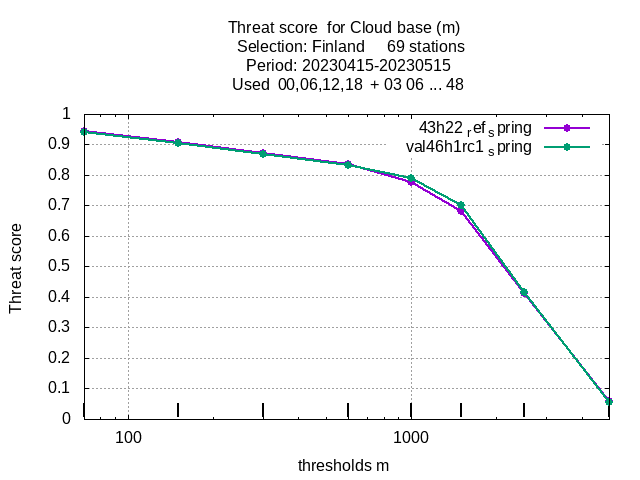 Threat score  for Cloud base (m)
Selection: Finland     69 stations
Period: 20230415-20230515
Used  00,06,12,18  + 03 06 ... 48
43h22 ref spring
val46h1rc1 spring
1
0.9
0.8
0.7
0.6
0.5
0.4
0.3
0.2
0.1
0
Threat score
100 1000
thresholds m